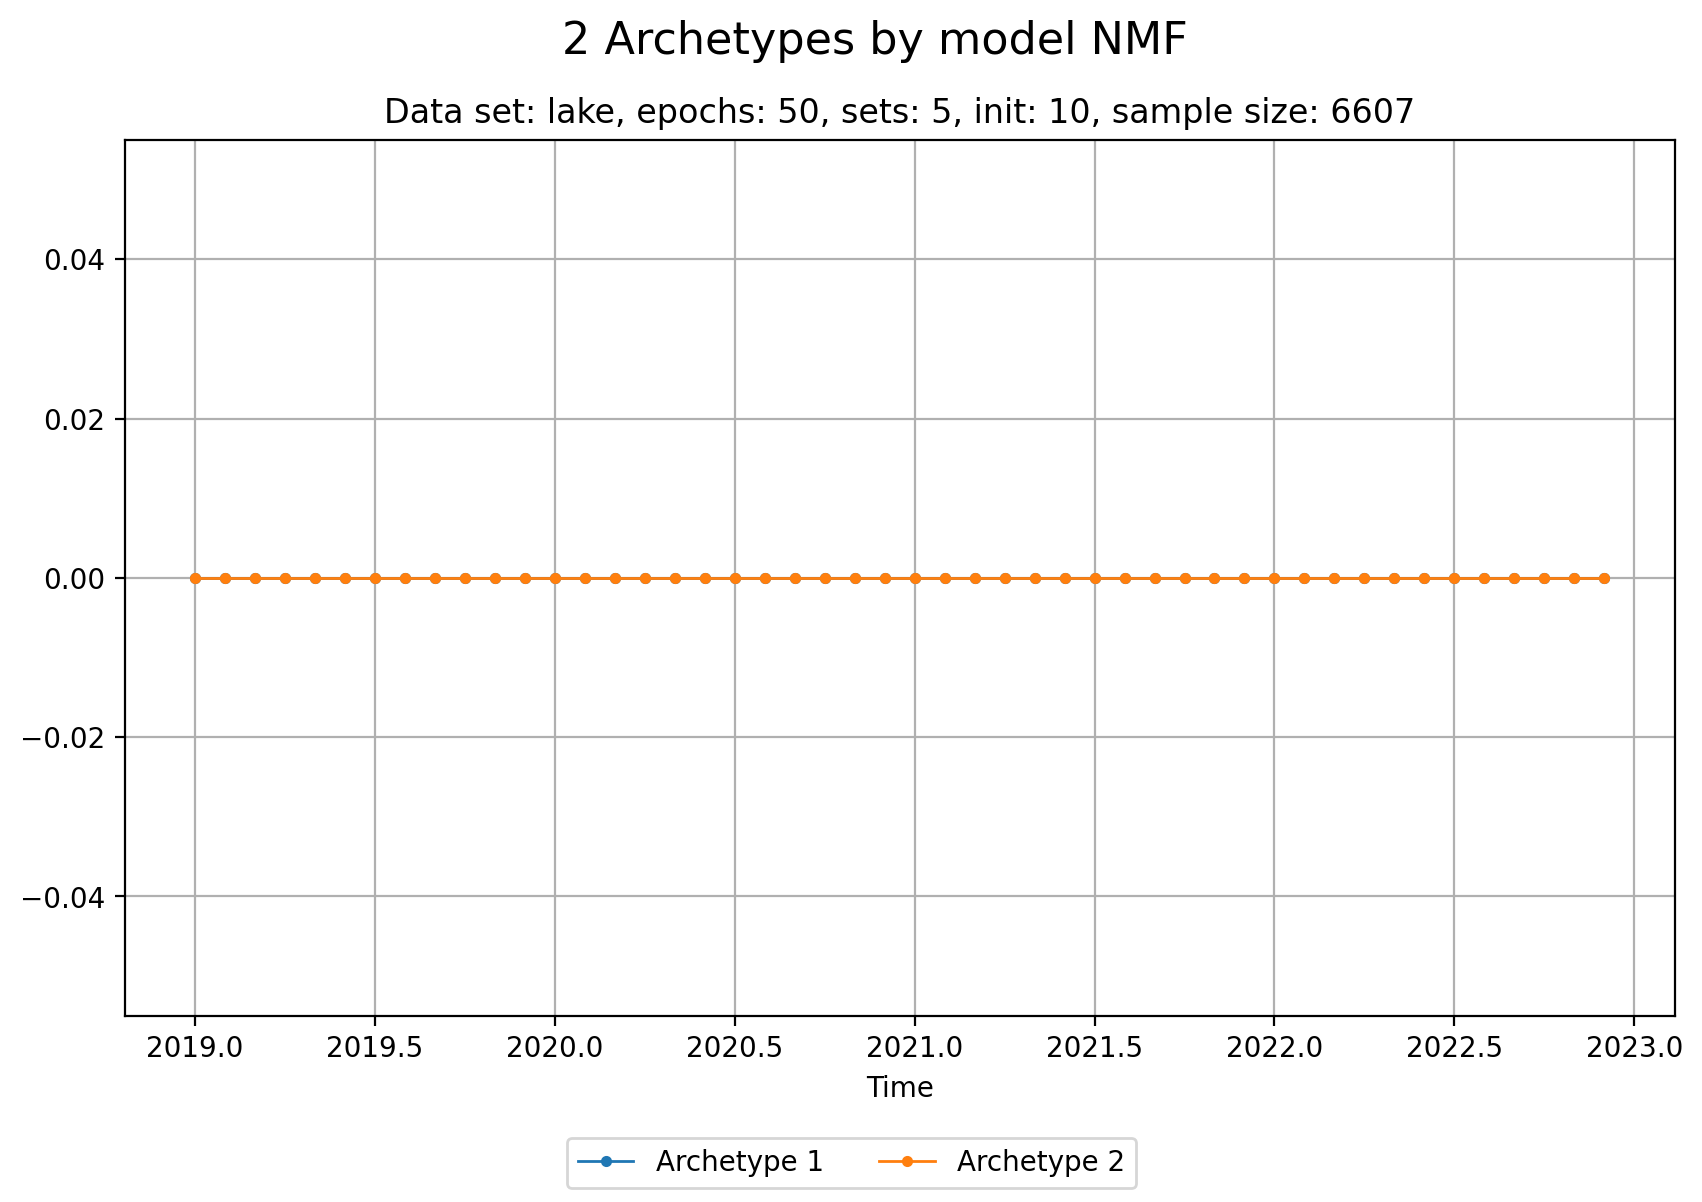 2 Archetypes by model NMF
Data set: lake, epochs: 50, sets: 5, init: 10, sample size: 6607
0.04
0.02
0.00
−0.02
−0.04
2019.0 2019.5 2020.0 2020.5 2021.0 2021.5 2022.0 2022.5 2023.0
Time
Archetype 1 Archetype 2